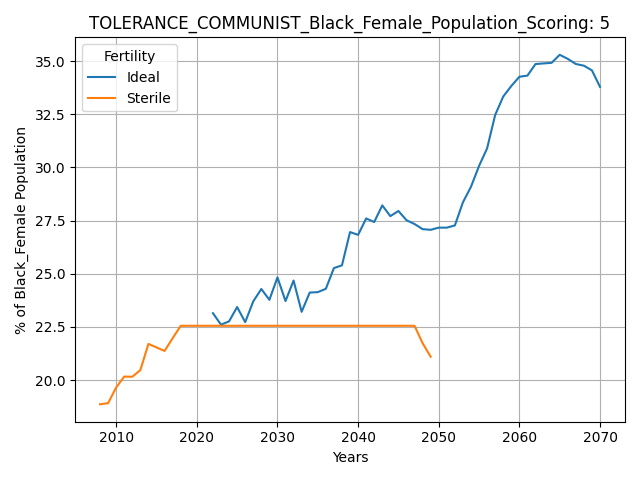 TOLERANCE_COMMUNIST_Black_Female_Population_Scoring: 5
Fertility
Ideal
Sterile
% of Black_Female Population
35.0
32.5
30.0
27.5
25.0
22.5
20.0
2010 2020 2030 2040 2050 2060 2070
Years